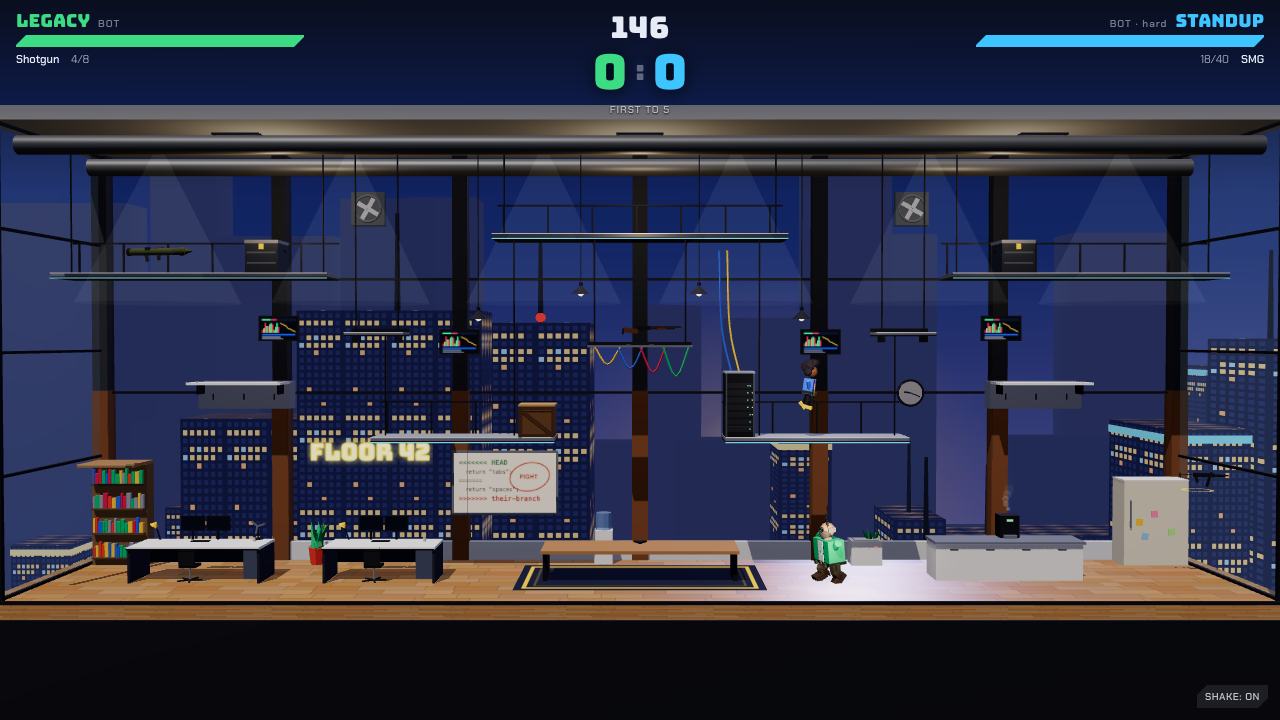 LEGACY BOT
Shotgun 4/8
146
0 : 0
FIRST TO 5
BOT · hard STANDUP
18/40 SMG
FLOOR 42
<<<<<<< HEAD
return "tabs"
=======
return "spaces"
>>>>>>> their-branch
FIGHT
SHAKE: ON